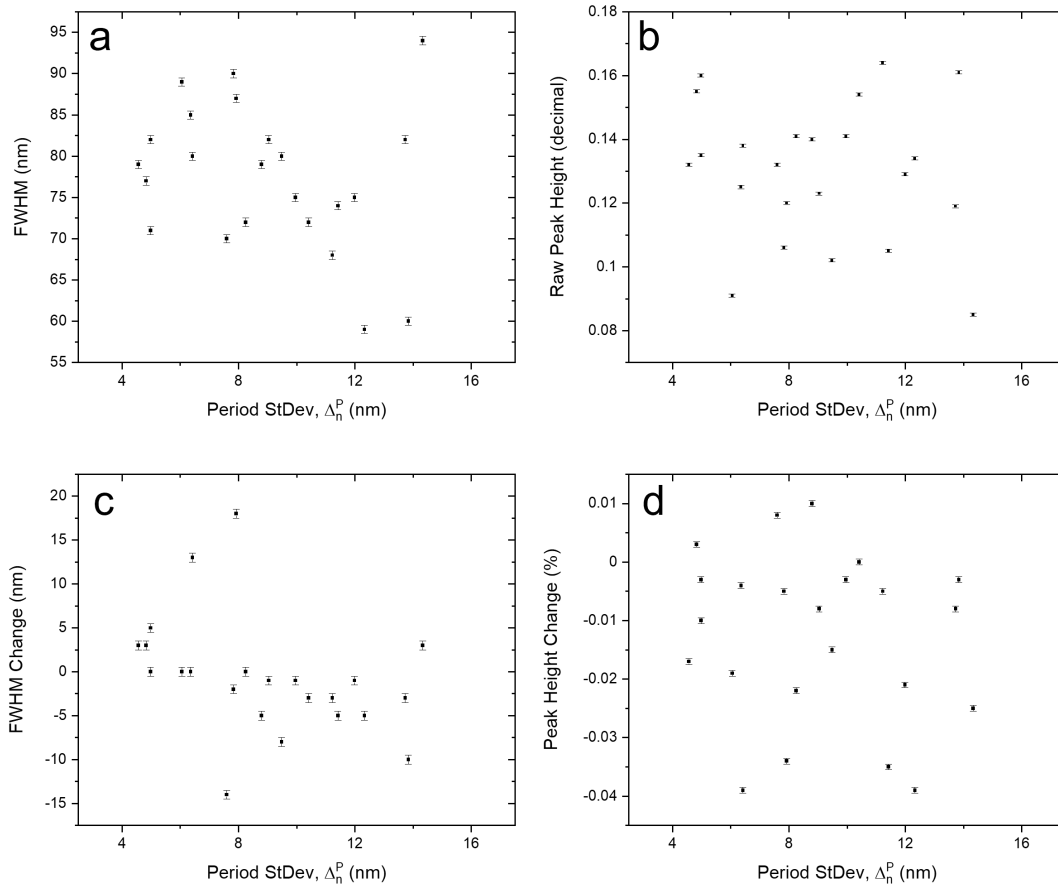 a
95
90
85
80
75
70
65
60
55
FWHM (nm)
4 8 12 16
Period StDev, Δₙᴾ (nm)
b
0.18
0.16
0.14
0.12
0.1
0.08
Raw Peak Height (decimal)
4 8 12 16
Period StDev, Δₙᴾ (nm)
c
20
15
10
5
0
-5
-10
-15
FWHM Change (nm)
4 8 12 16
Period StDev, Δₙᴾ (nm)
d
0.01
0
-0.01
-0.02
-0.03
-0.04
Peak Height Change (%)
4 8 12 16
Period StDev, Δₙᴾ (nm)